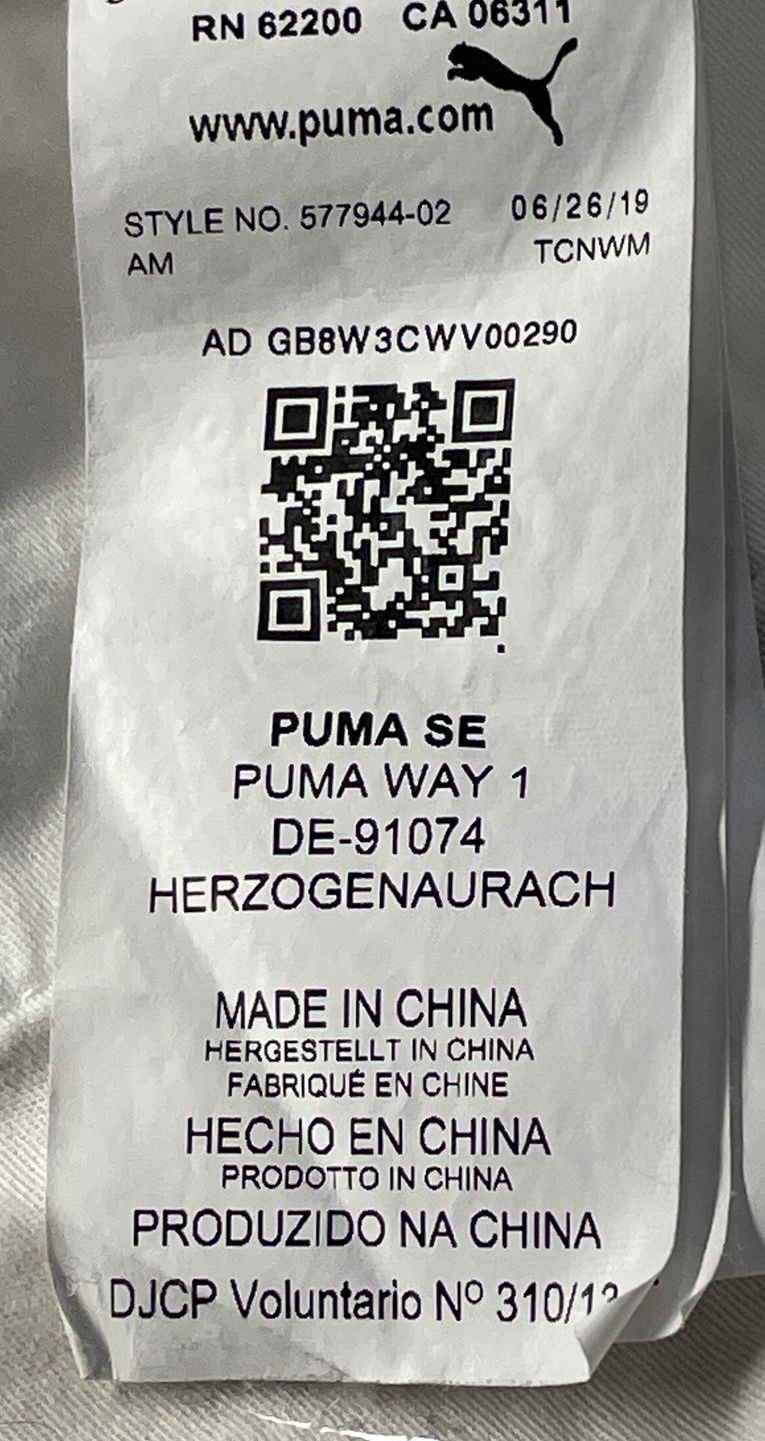 RN 62200 CA 06311
www.puma.com
STYLE NO. 577944-02 06/26/19
AM TCNWM
AD GB8W3CWV00290
PUMA SE
PUMA WAY 1
DE-91074
HERZOGENAURACH
MADE IN CHINA
HERGESTELLT IN CHINA
FABRIQUÉ EN CHINE
HECHO EN CHINA
PRODOTTO IN CHINA
PRODUZIDO NA CHINA
DJCP Voluntario Nº